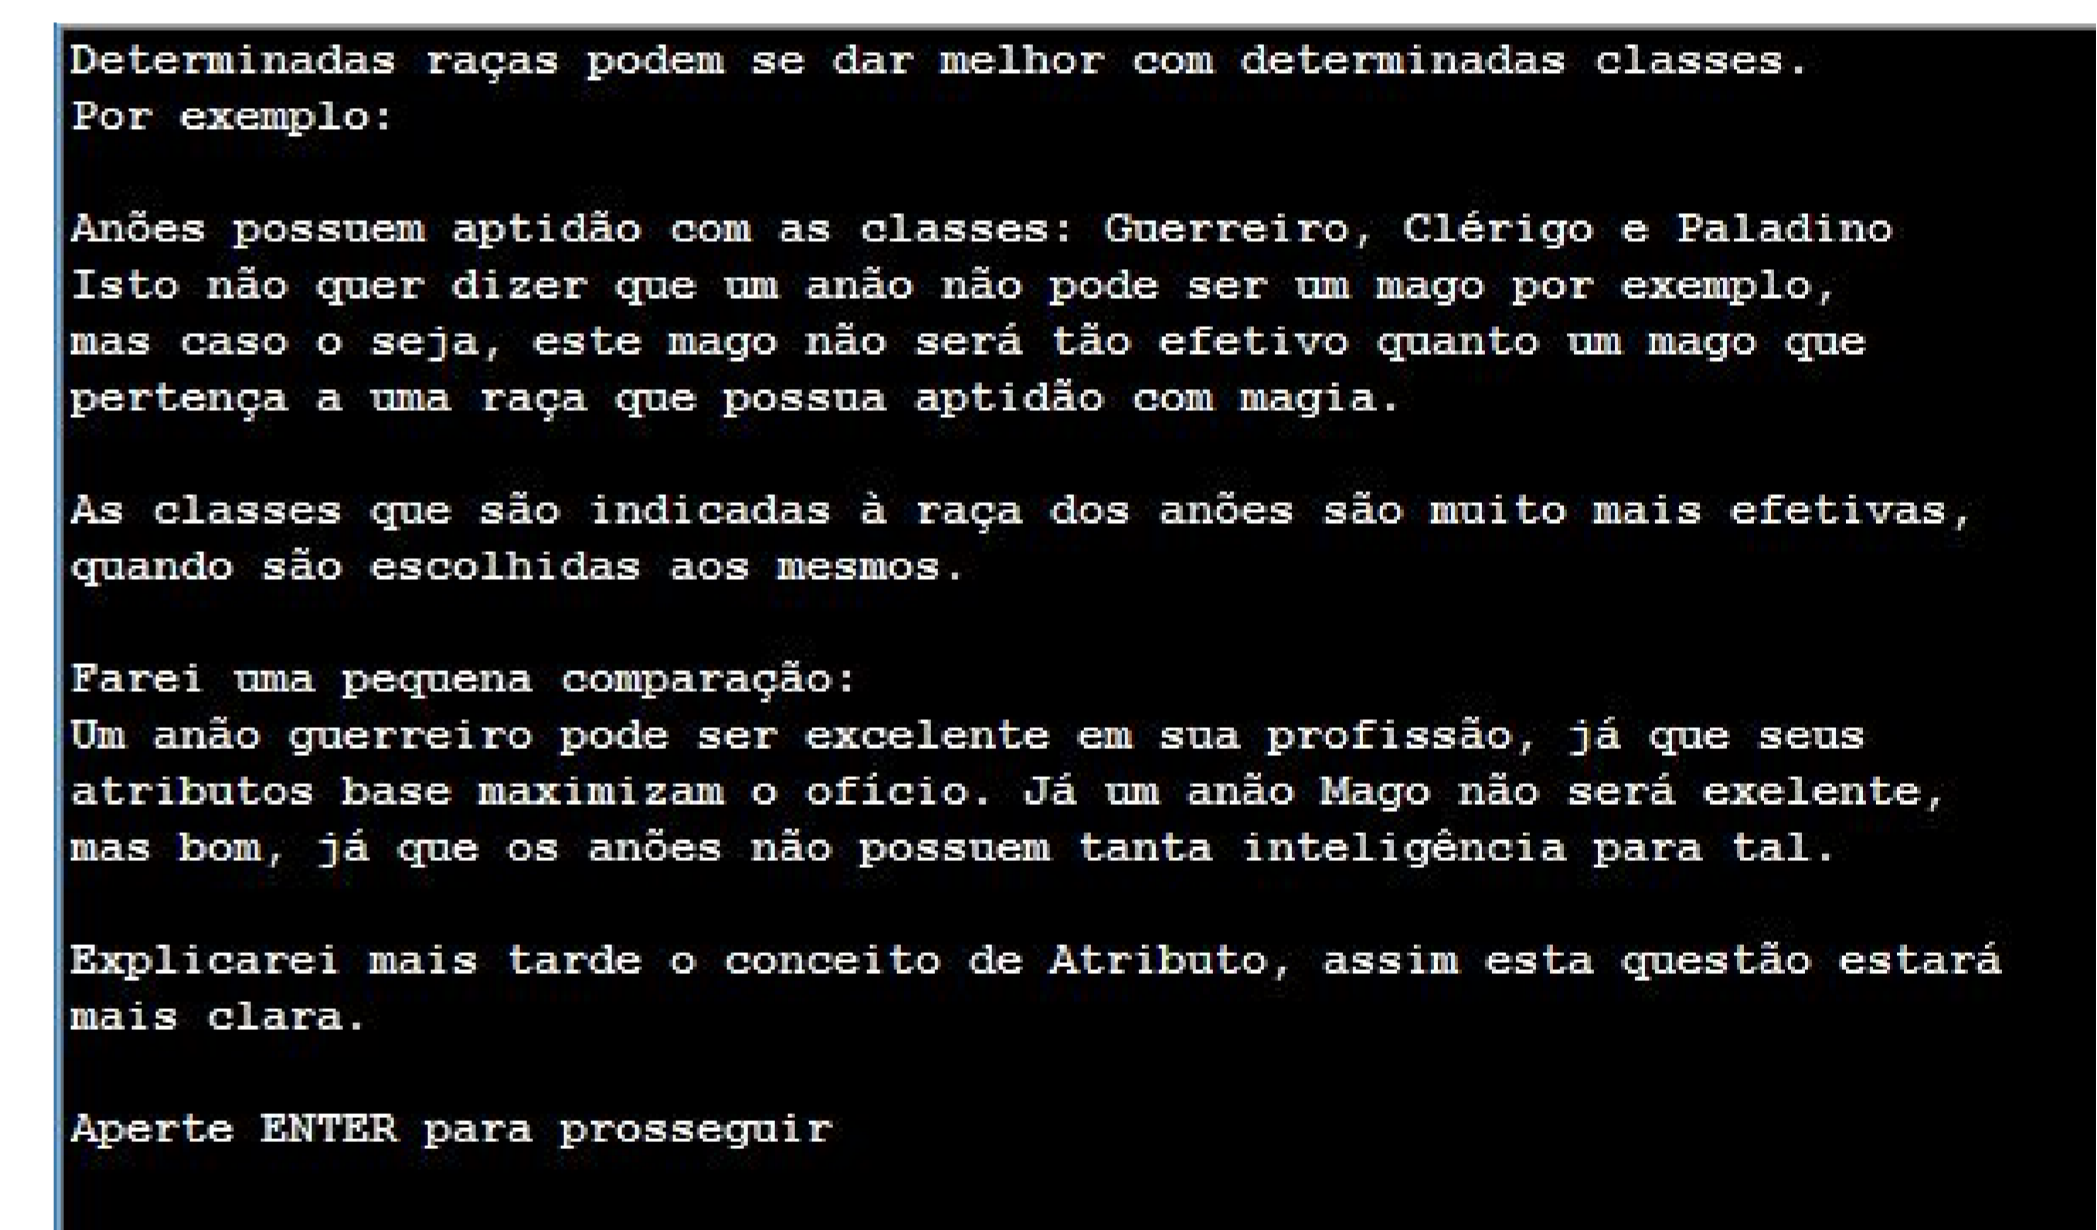 Determinadas raças podem se dar melhor com determinadas classes.
Por exemplo:
Anões possuem aptidão com as classes: Guerreiro, Clérigo e Paladino
Isto não quer dizer que um anão não pode ser um mago por exemplo,
mas caso o seja, este mago não será tão efetivo quanto um mago que
pertença a uma raça que possua aptidão com magia.
As classes que são indicadas à raça dos anões são muito mais efetivas,
quando são escolhidas aos mesmos.
Farei uma pequena comparação:
Um anão guerreiro pode ser excelente em sua profissão, já que seus
atributos base maximizam o ofício. Já um anão Mago não será exelente,
mas bom, já que os anões não possuem tanta inteligência para tal.
Explicarei mais tarde o conceito de Atributo, assim esta questão estará
mais clara.
Aperte ENTER para prosseguir